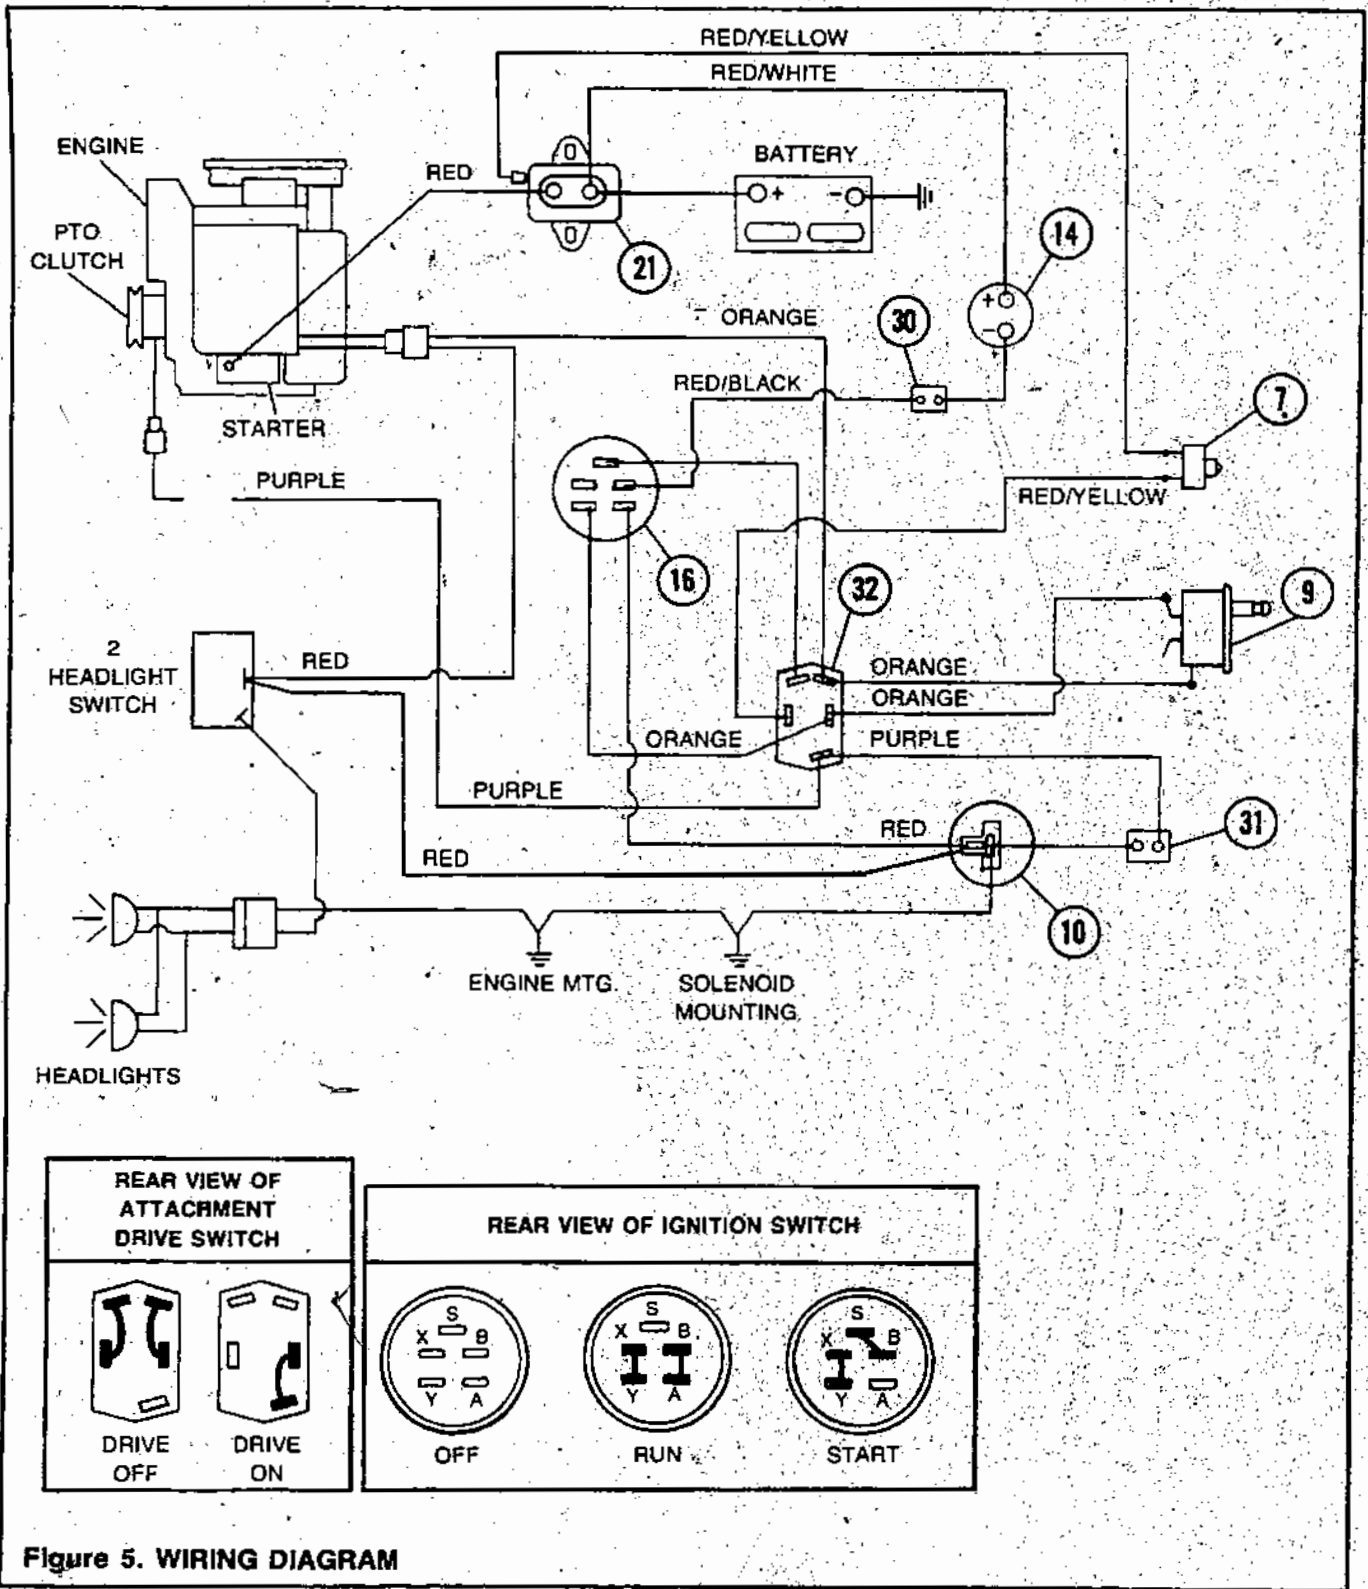 RED/YELLOW
RED/WHITE
ENGINE
BATTERY
RED
+
-
PTO
CLUTCH
14
21
+
-
30
ORANGE
RED/BLACK
7
STARTER
PURPLE
RED/YELLOW
16
32
9
2
HEADLIGHT
SWITCH
RED
ORANGE
ORANGE
ORANGE
PURPLE
PURPLE
RED
31
RED
10
ENGINE MTG.
SOLENOID
MOUNTING
HEADLIGHTS
REAR VIEW OF
ATTACHMENT
DRIVE SWITCH
REAR VIEW OF IGNITION SWITCH
S
X B
Y A
S
X B
Y A
S
X B
Y A
DRIVE
OFF
DRIVE
ON
OFF
RUN
START
Figure 5. WIRING DIAGRAM